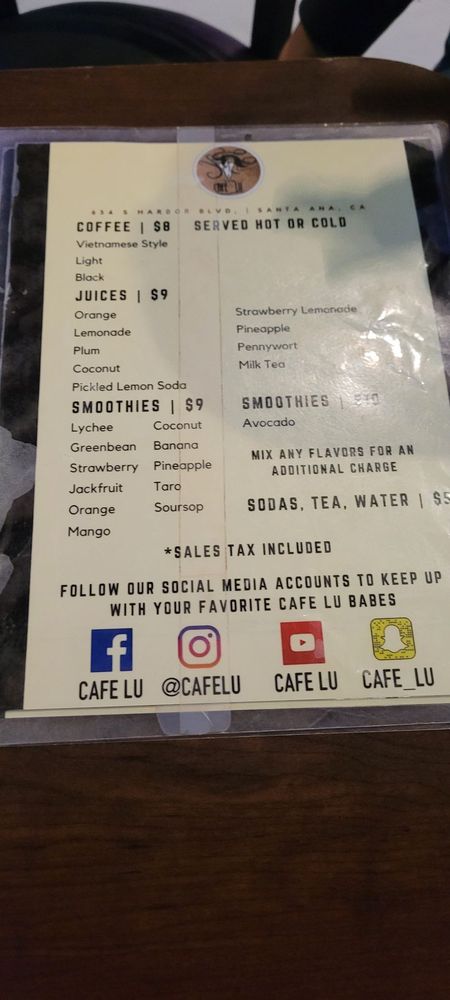 Café Lu
634 S HARBOR BLVD, | SANTA ANA, CA
COFFEE | $8 SERVED HOT OR COLD
Vietnamese Style
Light
Black
JUICES | $9
Orange
Lemonade
Plum
Coconut
Pickled Lemon Soda
Strawberry Lemonade
Pineapple
Pennywort
Milk Tea
SMOOTHIES | $9
Lychee Coconut
Greenbean Banana
Strawberry Pineapple
Jackfruit Taro
Orange Soursop
Mango
SMOOTHIES | $10
Avocado
MIX ANY FLAVORS FOR AN
ADDITIONAL CHARGE
SODAS, TEA, WATER | $5
*SALES TAX INCLUDED
FOLLOW OUR SOCIAL MEDIA ACCOUNTS TO KEEP UP
WITH YOUR FAVORITE CAFE LU BABES
CAFE LU @CAFELU CAFE LU CAFE_LU